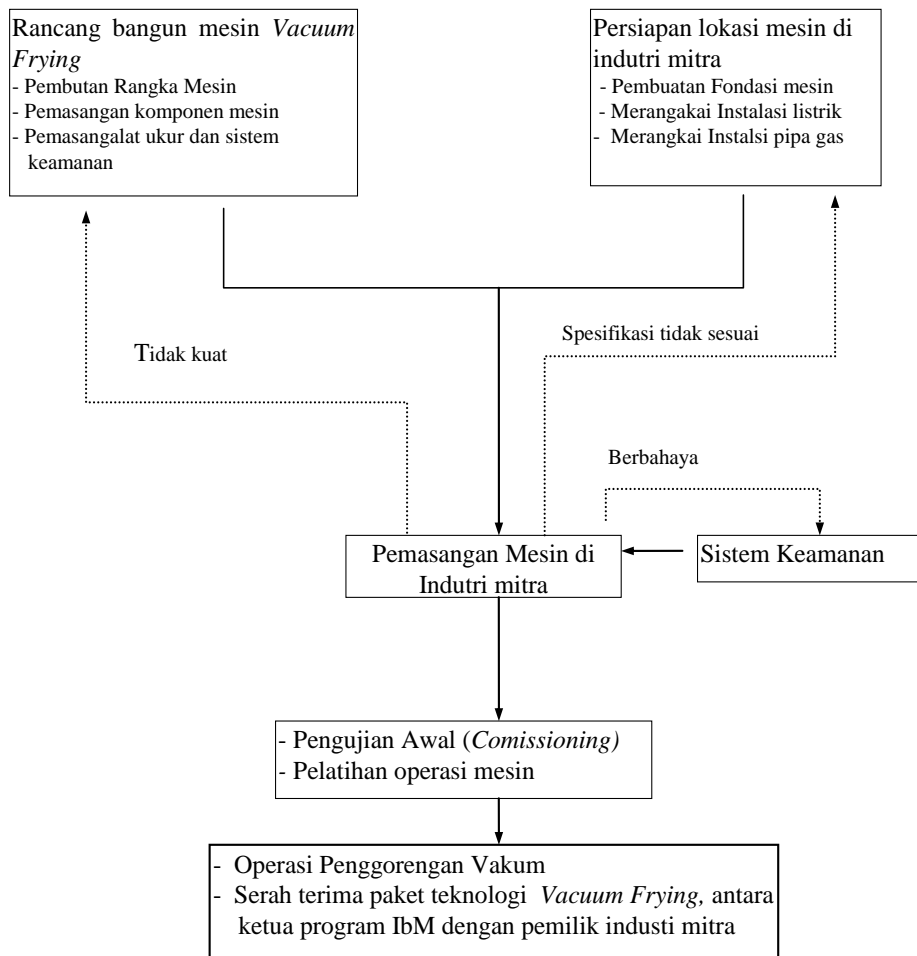 Rancang bangun mesin Vacuum
Frying
- Pembutan Rangka Mesin
- Pemasangan komponen mesin
- Pemasangalat ukur dan sistem
keamanan
Persiapan lokasi mesin di
indutri mitra
- Pembuatan Fondasi mesin
- Merangakai Instalasi listrik
- Merangkai Instalsi pipa gas
Tidak kuat
Spesifikasi tidak sesuai
Berbahaya
Pemasangan Mesin di
Indutri mitra
Sistem Keamanan
- Pengujian Awal (Comissioning)
- Pelatihan operasi mesin
- Operasi Penggorengan Vakum
- Serah terima paket teknologi Vacuum Frying, antara
ketua program IbM dengan pemilik industi mitra